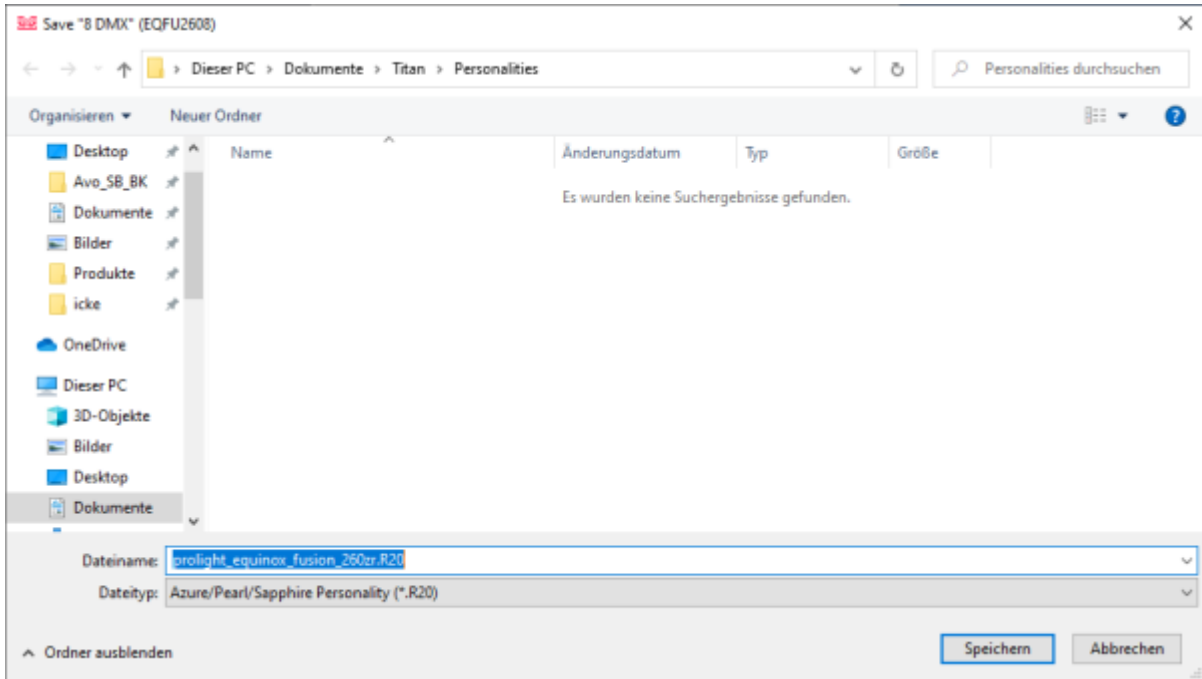 Save "8 DMX" (EQFU2608)
Dieser PC > Dokumente > Titan > Personalities
Personalities durchsuchen
Organisieren
Neuer Ordner
Desktop
Avo_SB_BK
Dokumente
Bilder
Produkte
icke
OneDrive
Dieser PC
3D-Objekte
Bilder
Desktop
Dokumente
Name Änderungsdatum Typ Größe
Es wurden keine Suchergebnisse gefunden.
Dateiname: prolight_equinox_fusion_260zr.R20
Dateityp: Azure/Pearl/Sapphire Personality (*.R20)
Ordner ausblenden
Speichern
Abbrechen